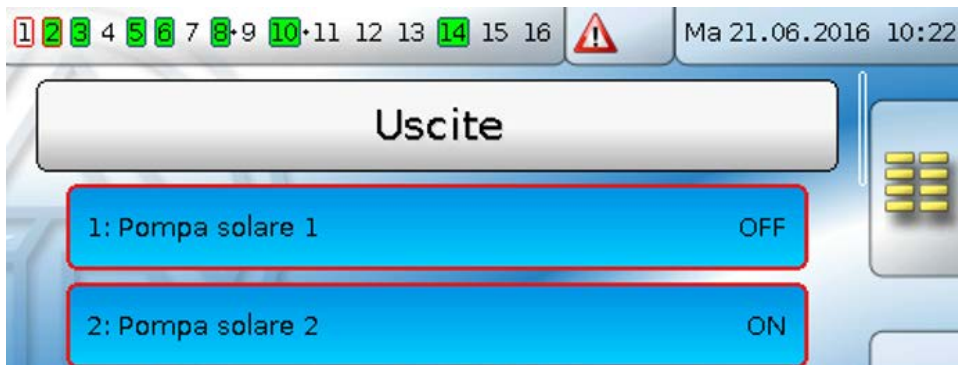 1 2 3 4 5 6 7 8·9 10·11 12 13 14 15 16 Ma 21.06.2016 10:22
Uscite
1: Pompa solare 1 OFF
2: Pompa solare 2 ON